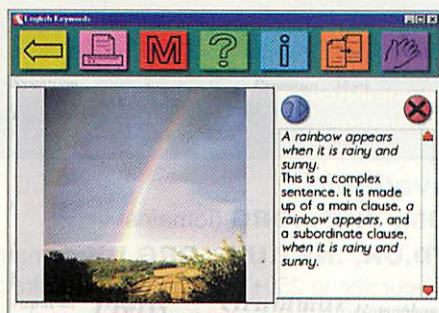 English Keywords
M
?
i
A rainbow appears
when it is rainy and
sunny.
This is a complex
sentence. It is made
up of a main clause, a
rainbow appears, and
a subordinate clause,
when it is rainy and
sunny.